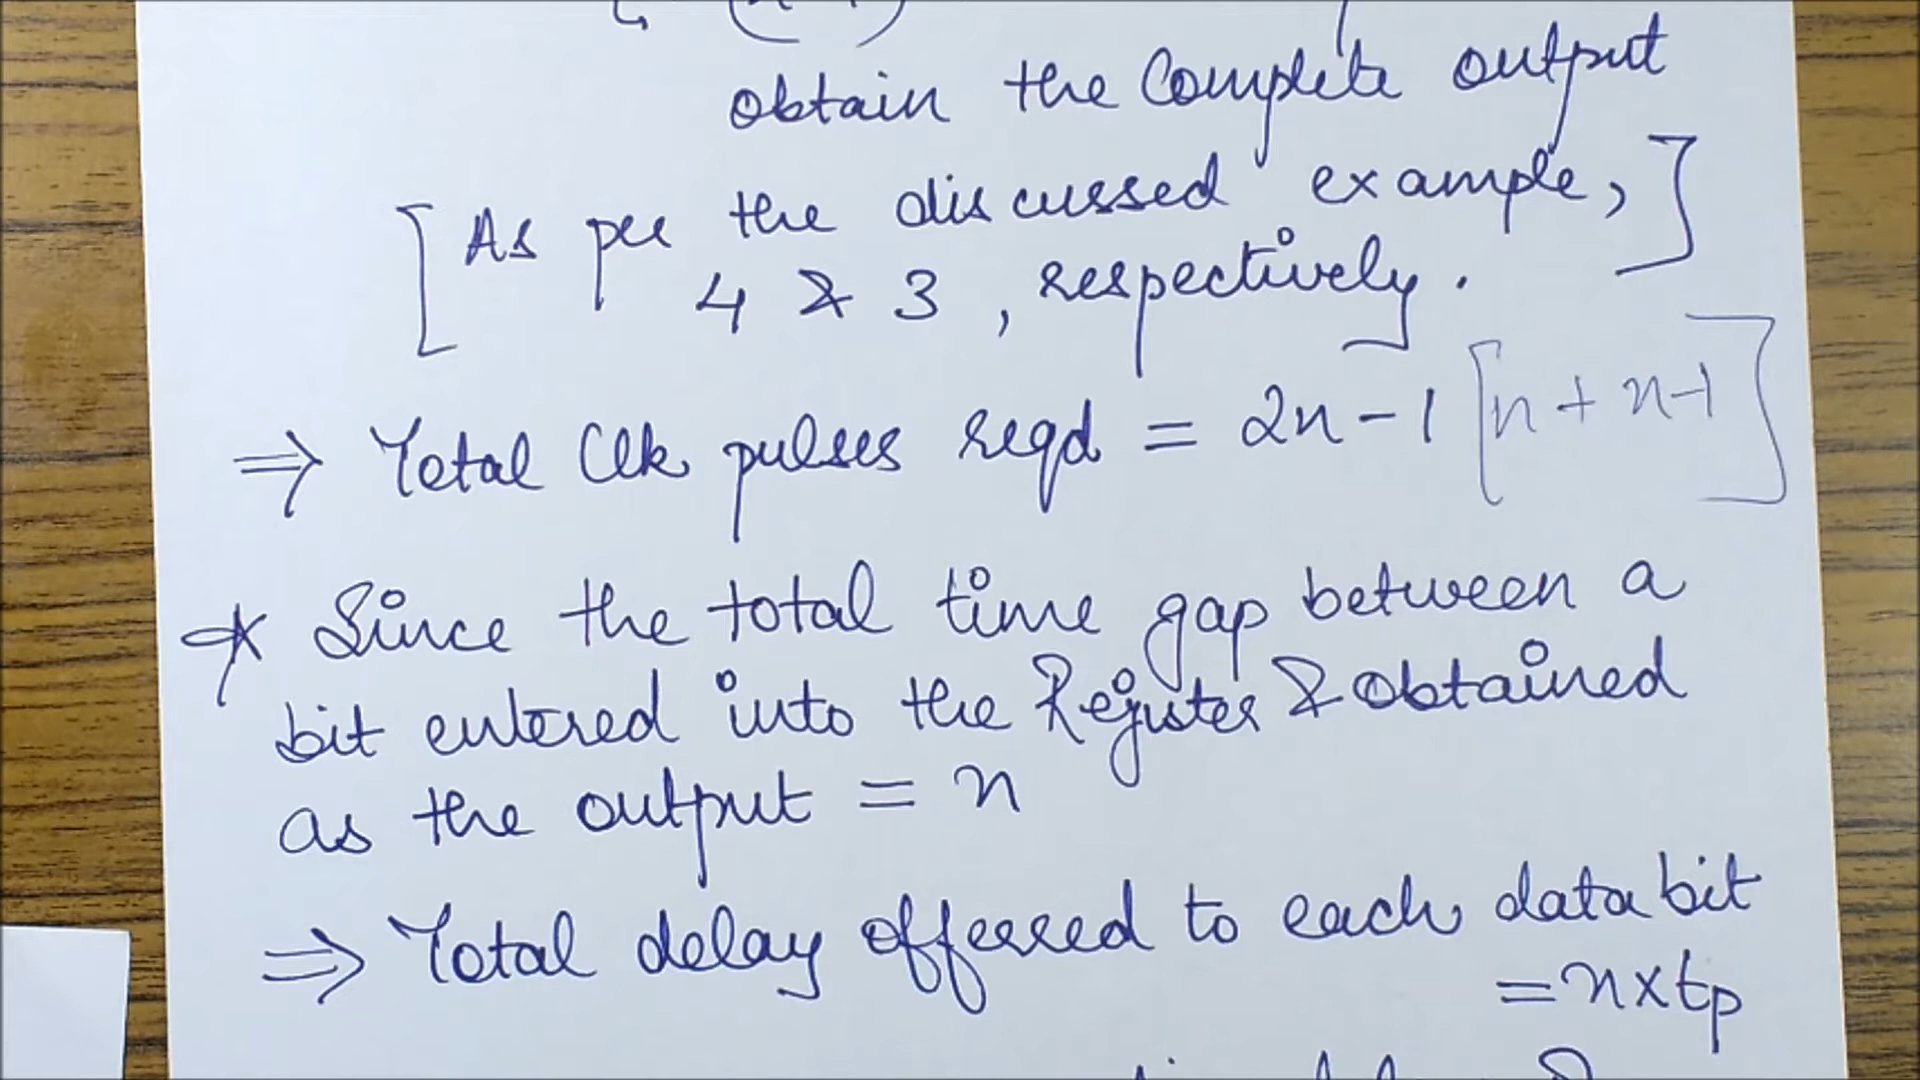 obtain the Complete output
[As per the discussed example,]
4 & 3, respectively.
⇒ Total Clk pulses reqd = 2n-1 [n + n-1]
* Since the total time gap between a
bit entered into the Register & obtained
as the output = n
⇒ Total delay offered to each data bit
= n x tp